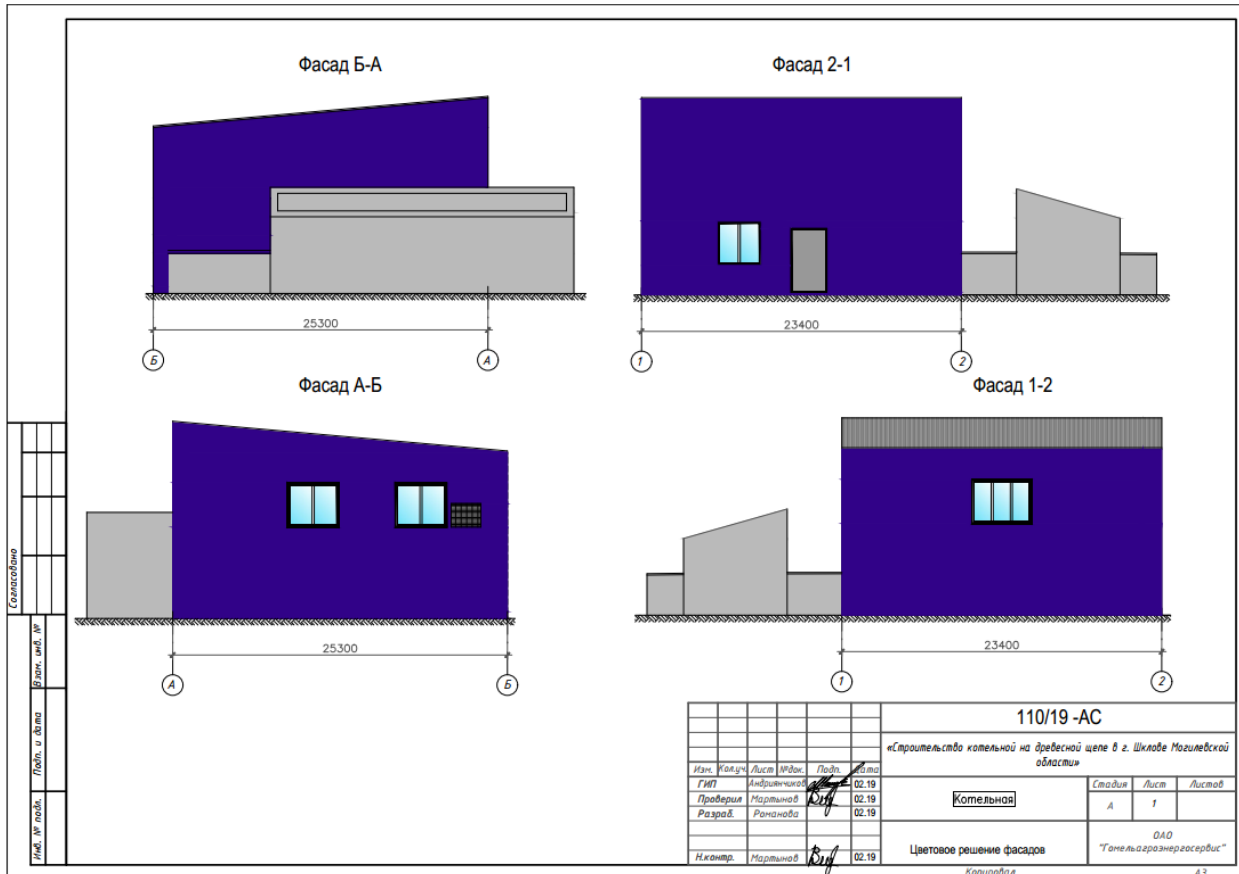 Фасад Б-А
Фасад 2-1
25300
23400
Б
А
1
2
Фасад А-Б
Фасад 1-2
25300
23400
А
Б
1
2
Согласовано
Взам. инв. №
Подп. и дата
Инв. № подл.
110/19 -АС
«Строительство котельной на древесной щепе в г. Шклове Могилевской
области»
Изм. Кол.уч. Лист №док. Подп. Дата
ГИП Андриянчиков 02.19
Проверил Мартынов 02.19
Разраб. Романова 02.19
Н.контр. Мартынов 02.19
Котельная
Стадия Лист Листов
А 1
Цветовое решение фасадов
ОАО
"Гомельагроэнергосервис"
Копировал А3